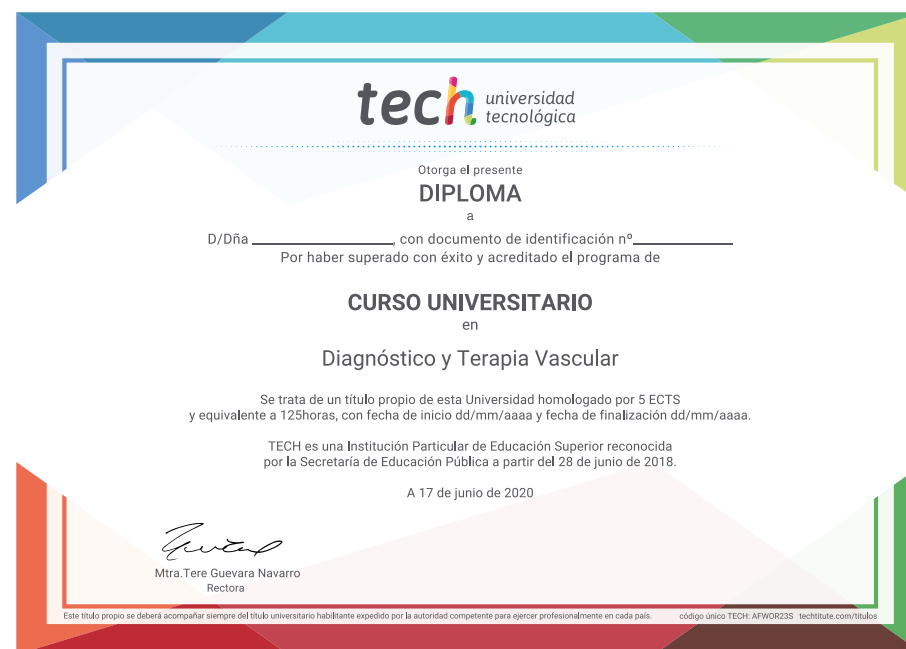 tech universidad
tecnológica
Otorga el presente
DIPLOMA
a
D/Dña ____________________, con documento de identificación nº______________
Por haber superado con éxito y acreditado el programa de
CURSO UNIVERSITARIO
en
Diagnóstico y Terapia Vascular
Se trata de un título propio de esta Universidad homologado por 5 ECTS
y equivalente a 125horas, con fecha de inicio dd/mm/aaaa y fecha de finalización dd/mm/aaaa.
TECH es una Institución Particular de Educación Superior reconocida
por la Secretaría de Educación Pública a partir del 28 de junio de 2018.
A 17 de junio de 2020
Mtra.Tere Guevara Navarro
Rectora
Este título propio se deberá acompañar siempre del título universitario habilitante expedido por la autoridad competente para ejercer profesionalmente en cada país. código único TECH: AFWOR23S techtitute.com/títulos